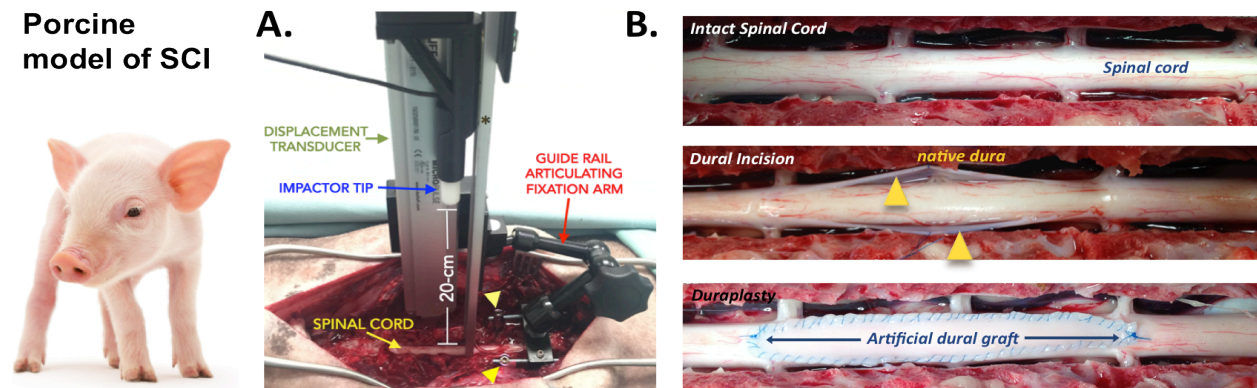 Porcine
model of SCI
A.
DISPLACEMENT
TRANSDUCER
IMPACTOR TIP
GUIDE RAIL
ARTICULATING
FIXATION ARM
*
20-cm
SPINAL CORD
B.
Intact Spinal Cord
Spinal cord
Dural Incision
native dura
Duraplasty
Artificial dural graft